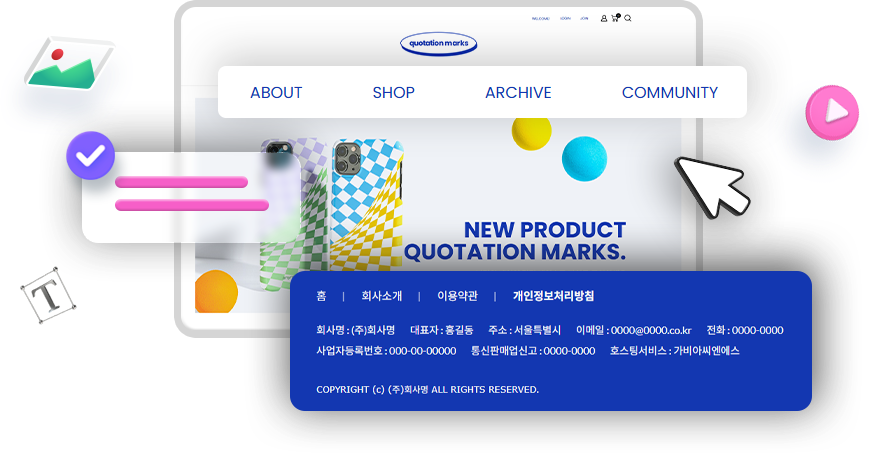 WELCOME! LOGIN JOIN
quotation marks
ABOUT SHOP ARCHIVE COMMUNITY
NEW PRODUCT
QUOTATION MARKS.
T
홈 | 회사소개 | 이용약관 | 개인정보처리방침
회사명 : (주)회사명 대표자 : 홍길동 주소 : 서울특별시 이메일 : 0000@0000.co.kr 전화 : 0000-0000
사업자등록번호 : 000-00-00000 통신판매업신고 : 0000-0000 호스팅서비스 : 가비아씨엔에스
COPYRIGHT (c) (주)회사명 ALL RIGHTS RESERVED.